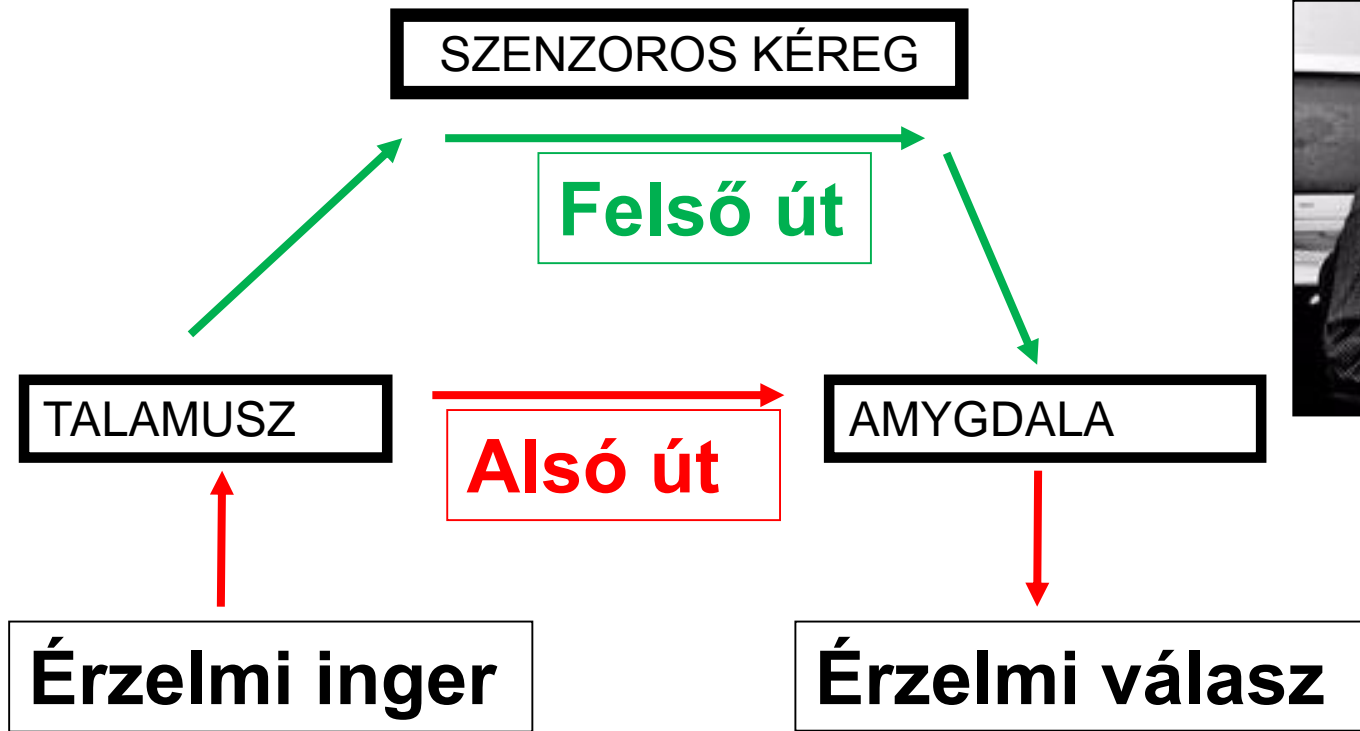 SZENZOROS KÉREG
Felső út
TALAMUSZ
AMYGDALA
Alsó út
Érzelmi inger
Érzelmi válasz